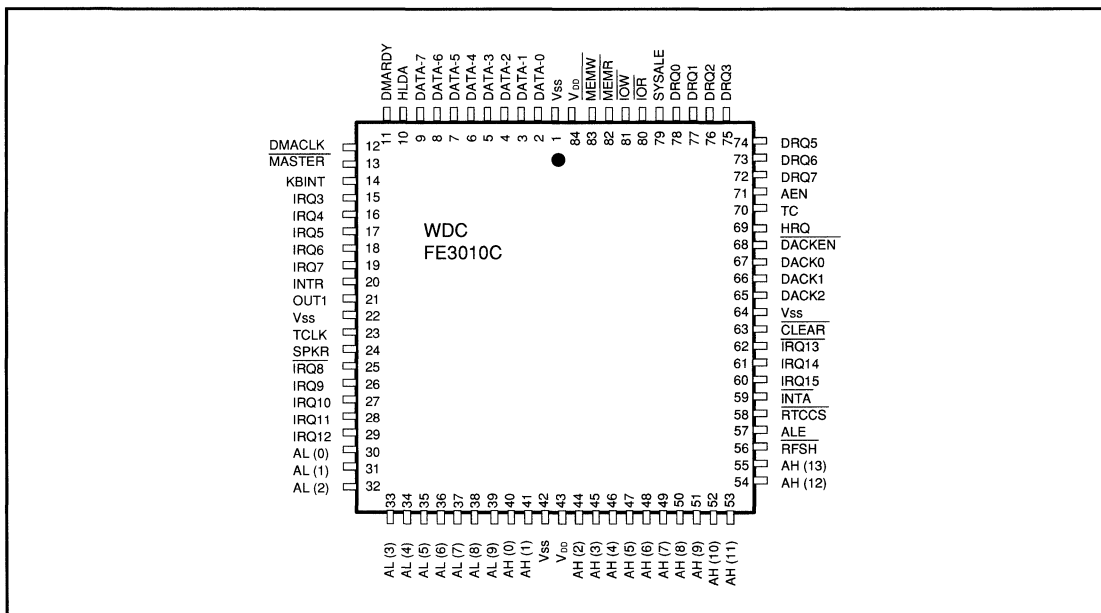 DMARDY
HLDA
DATA-7
DATA-6
DATA-5
DATA-4
DATA-3
DATA-2
DATA-1
DATA-0
Vss
VDD
MEMW
MEMR
IOW
IOR
SYSALE
DRQ0
DRQ1
DRQ2
DRQ3
11 10 9 8 7 6 5 4 3 2 1 84 83 82 81 80 79 78 77 76 75
DMACLK 12
MASTER 13
KBINT 14
IRQ3 15
IRQ4 16
IRQ5 17
IRQ6 18
IRQ7 19
INTR 20
OUT1 21
Vss 22
TCLK 23
SPKR 24
IRQ8 25
IRQ9 26
IRQ10 27
IRQ11 28
IRQ12 29
AL (0) 30
AL (1) 31
AL (2) 32
WDC
FE3010C
74 DRQ5
73 DRQ6
72 DRQ7
71 AEN
70 TC
69 HRQ
68 DACKEN
67 DACK0
66 DACK1
65 DACK2
64 Vss
63 CLEAR
62 IRQ13
61 IRQ14
60 IRQ15
59 INTA
58 RTCCS
57 ALE
56 RFSH
55 AH (13)
54 AH (12)
33 34 35 36 37 38 39 40 41 42 43 44 45 46 47 48 49 50 51 52 53
AL (3)
AL (4)
AL (5)
AL (6)
AL (7)
AL (8)
AL (9)
AH (0)
AH (1)
Vss
VDD
AH (2)
AH (3)
AH (4)
AH (5)
AH (6)
AH (7)
AH (8)
AH (9)
AH (10)
AH (11)